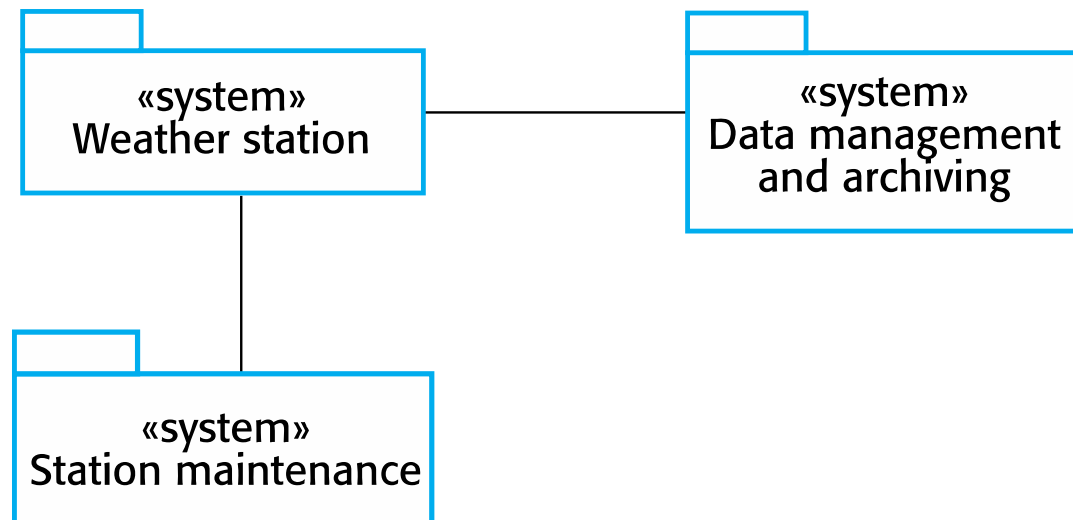 «system»
Weather station
«system»
Data management
and archiving
«system»
Station maintenance